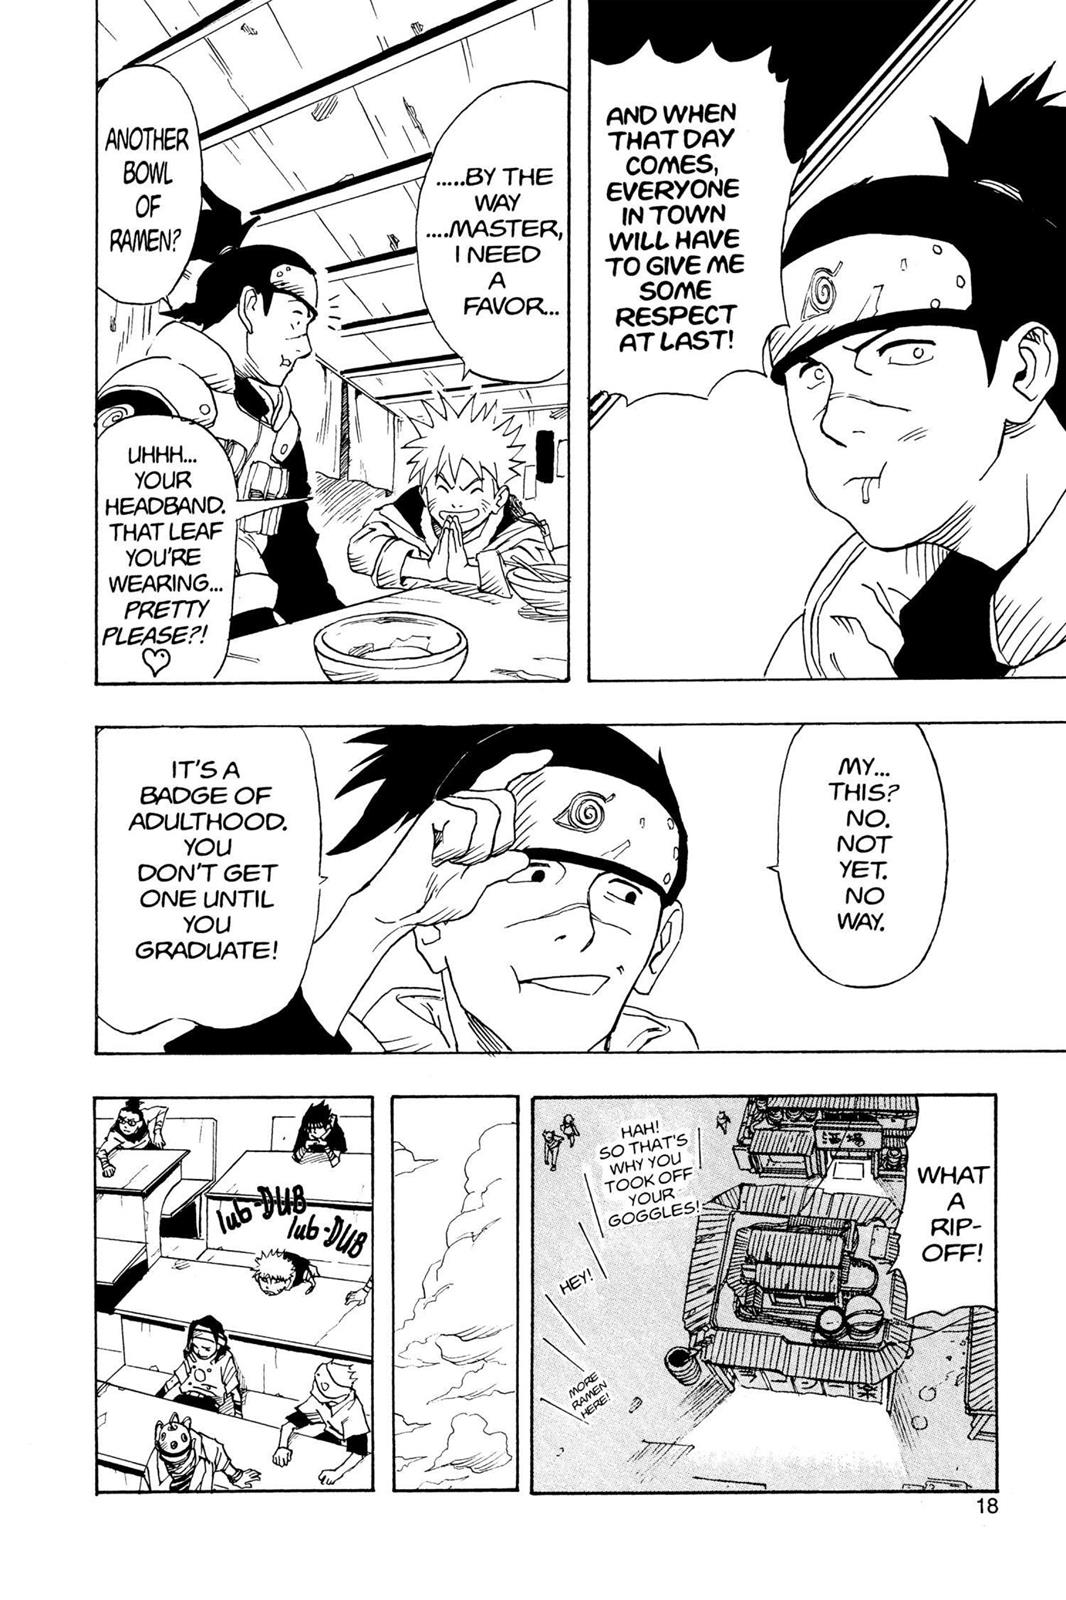 AND WHEN
THAT DAY
COMES,
EVERYONE
IN TOWN
WILL HAVE
TO GIVE ME
SOME
RESPECT
AT LAST!
.....BY THE
WAY
....MASTER,
I NEED
A
FAVOR...
ANOTHER
BOWL
OF
RAMEN?
UHHH...
YOUR
HEADBAND.
THAT LEAF
YOU'RE
WEARING...
PRETTY
PLEASE?!
MY...
THIS?
NO.
NOT
YET.
NO
WAY.
IT'S A
BADGE OF
ADULTHOOD.
YOU
DON'T GET
ONE UNTIL
YOU
GRADUATE!
WHAT
A
RIP-
OFF!
酒場
HAH!
SO THAT'S
WHY YOU
TOOK OFF
YOUR
GOGGLES!
HEY!
MORE
RAMEN
HERE!
lub-DUB
lub-DUB
18